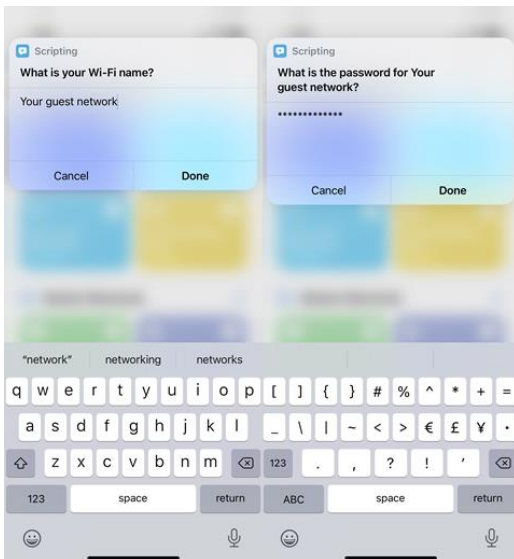 Scripting
What is your Wi-Fi name?
Your guest network
Cancel Done
"network" networking networks
q w e r t y u i o p
a s d f g h j k l
z x c v b n m
123 space return
Scripting
What is the password for Your
guest network?
•••••••••••••
Cancel Done
[ ] { } # % ^ * + =
_ \ | ~ < > € £ ¥ •
123 . , ? ! '
ABC space return